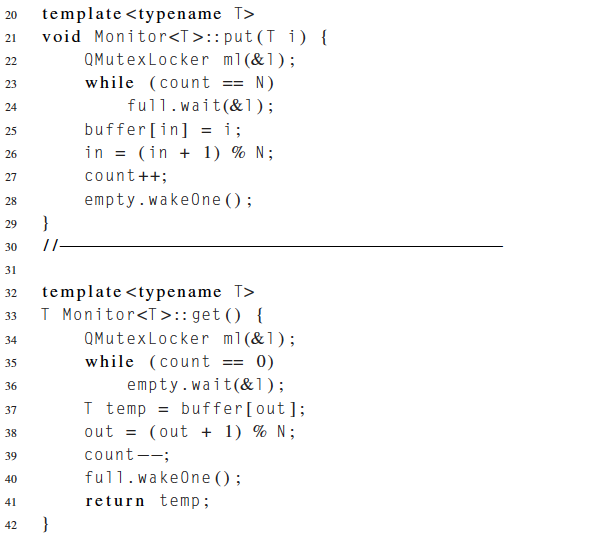 20 template<typename T>
21 void Monitor<T>::put(T i) {
22 QMutexLocker ml(&l);
23 while (count == N)
24 full.wait(&l);
25 buffer[in] = i;
26 in = (in + 1) % N;
27 count++;
28 empty.wakeOne();
29 }
30 //————————————————————
31
32 template<typename T>
33 T Monitor<T>::get() {
34 QMutexLocker ml(&l);
35 while (count == 0)
36 empty.wait(&l);
37 T temp = buffer[out];
38 out = (out + 1) % N;
39 count--;
40 full.wakeOne();
41 return temp;
42 }